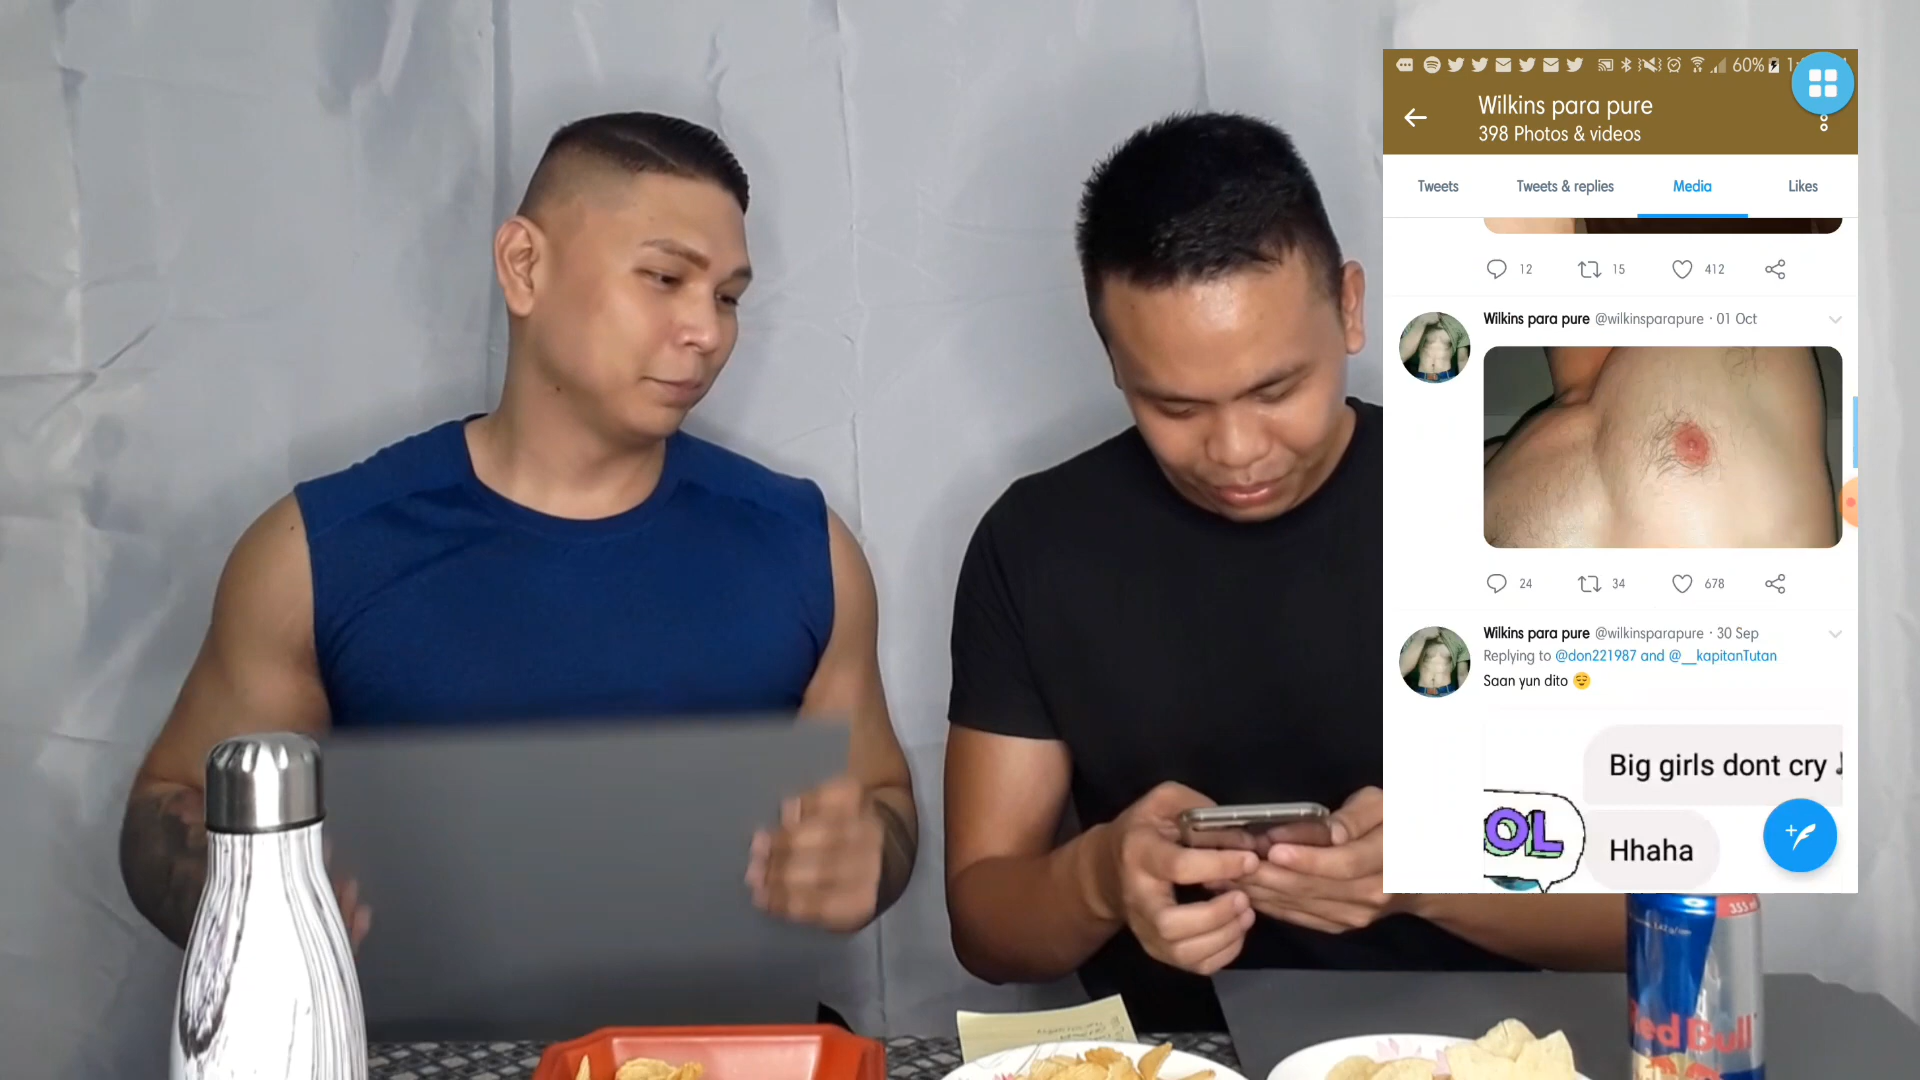 60%
Wilkins para pure
398 Photos & videos
Tweets
Tweets & replies
Media
Likes
12
15
412
Wilkins para pure @wilkinsparapure · 01 Oct
24
34
678
Wilkins para pure @wilkinsparapure · 30 Sep
Replying to @don221987 and @__kapitanTutan
Saan yun dito 😌
Big girls dont cry
OL
Hhaha
355
Red Bull